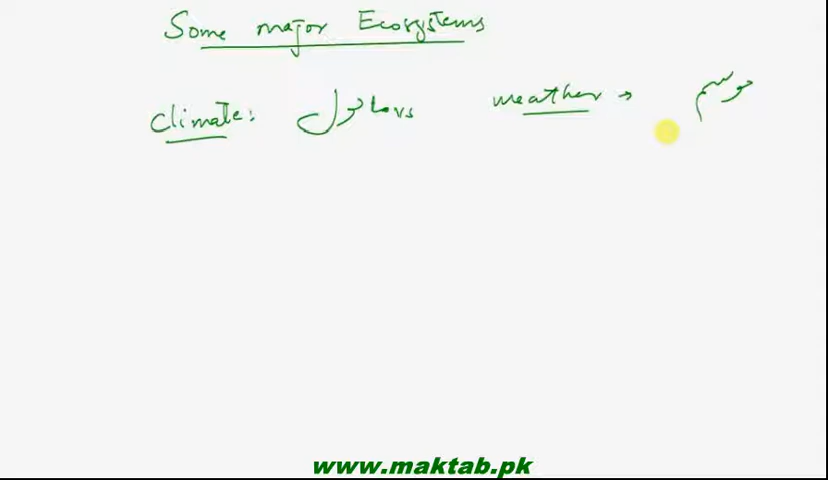 Some major Ecosystems
climate: ماحول vs weather → موسم
www.maktab.pk